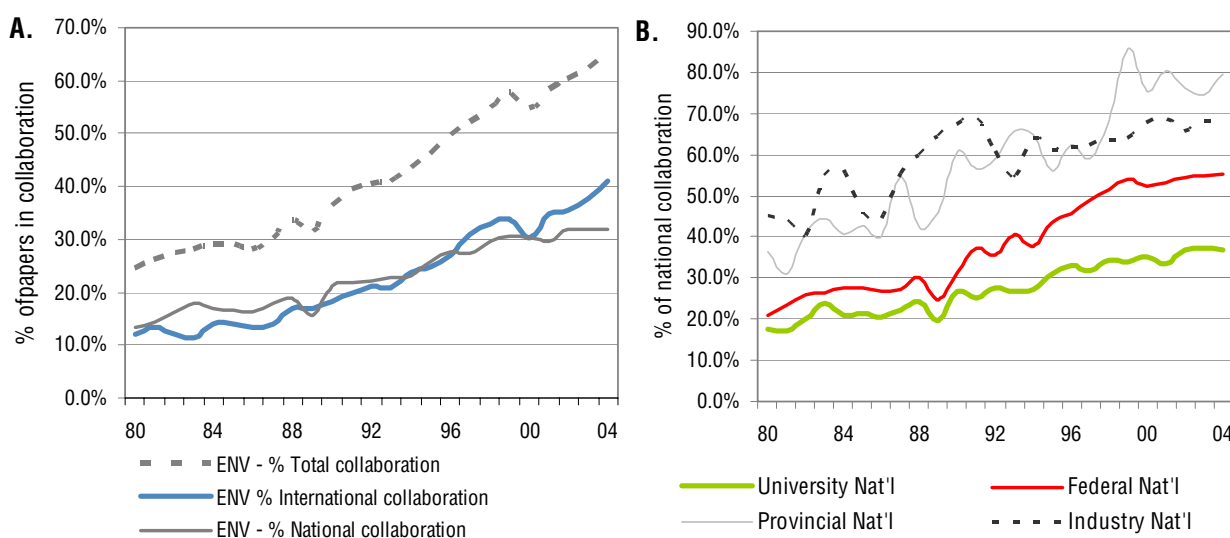 A.
% ofpapers in collaboration
70.0%
60.0%
50.0%
40.0%
30.0%
20.0%
10.0%
0.0%
80 84 88 92 96 00 04
ENV - % Total collaboration
ENV % International collaboration
ENV - % National collaboration
B.
% of national collaboration
90.0%
80.0%
70.0%
60.0%
50.0%
40.0%
30.0%
20.0%
10.0%
0.0%
80 84 88 92 96 00 04
University Nat'l Federal Nat'l
Provincial Nat'l Industry Nat'l